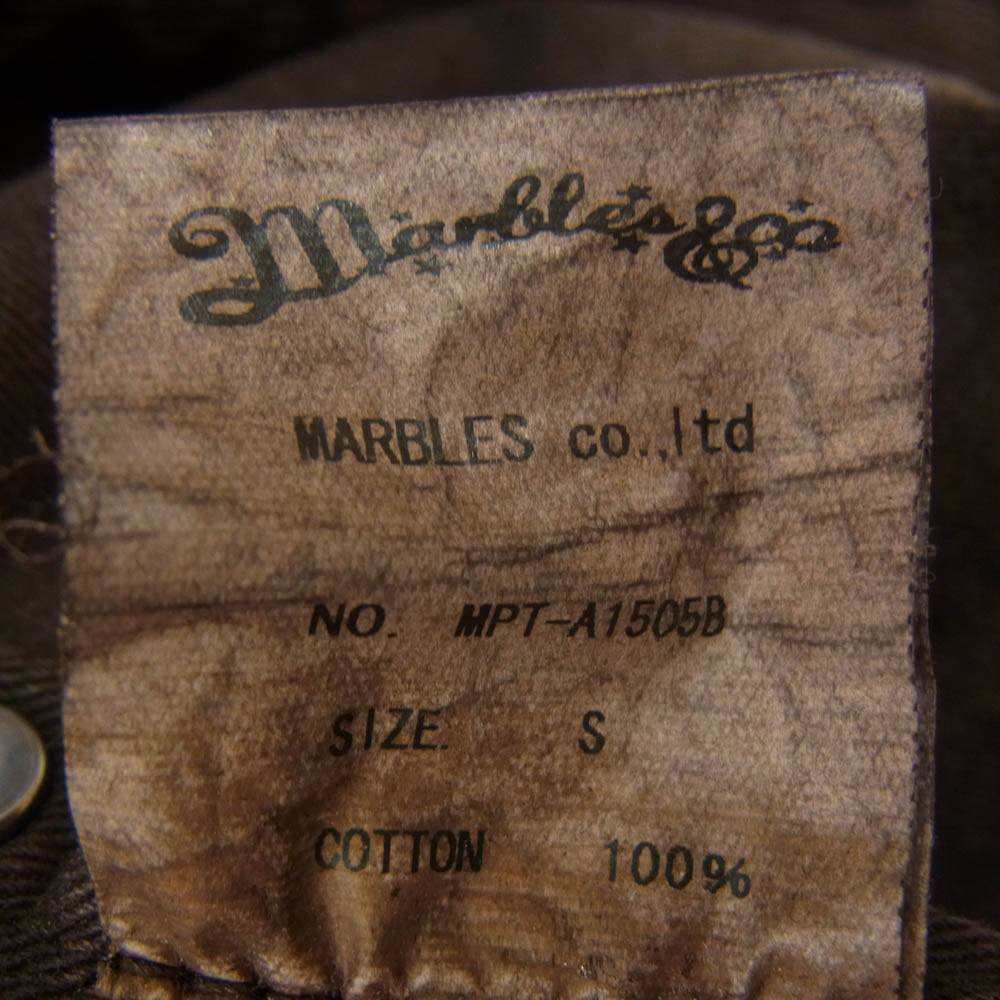 Marbles & co
MARBLES co.,ltd
NO. MPT-A1505B
SIZE. S
COTTON 100%